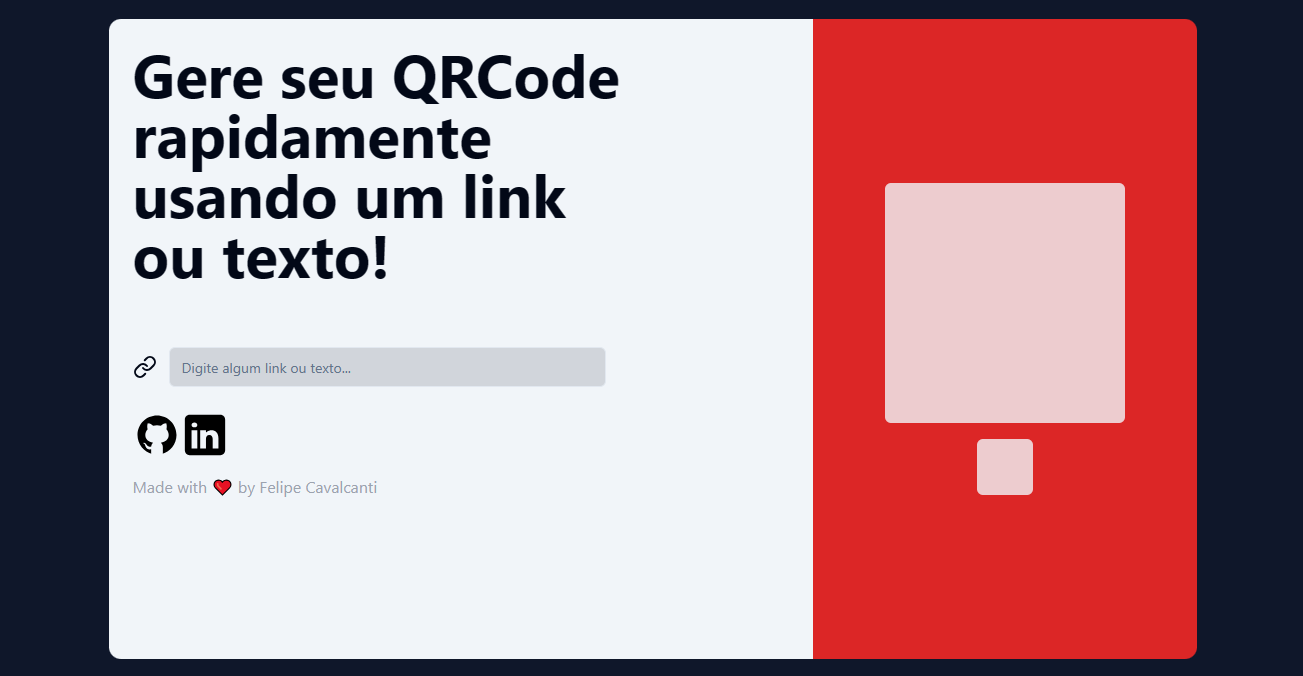 Gere seu QRCode
rapidamente
usando um link
ou texto!
Digite algum link ou texto...
in
Made with ❤️ by Felipe Cavalcanti